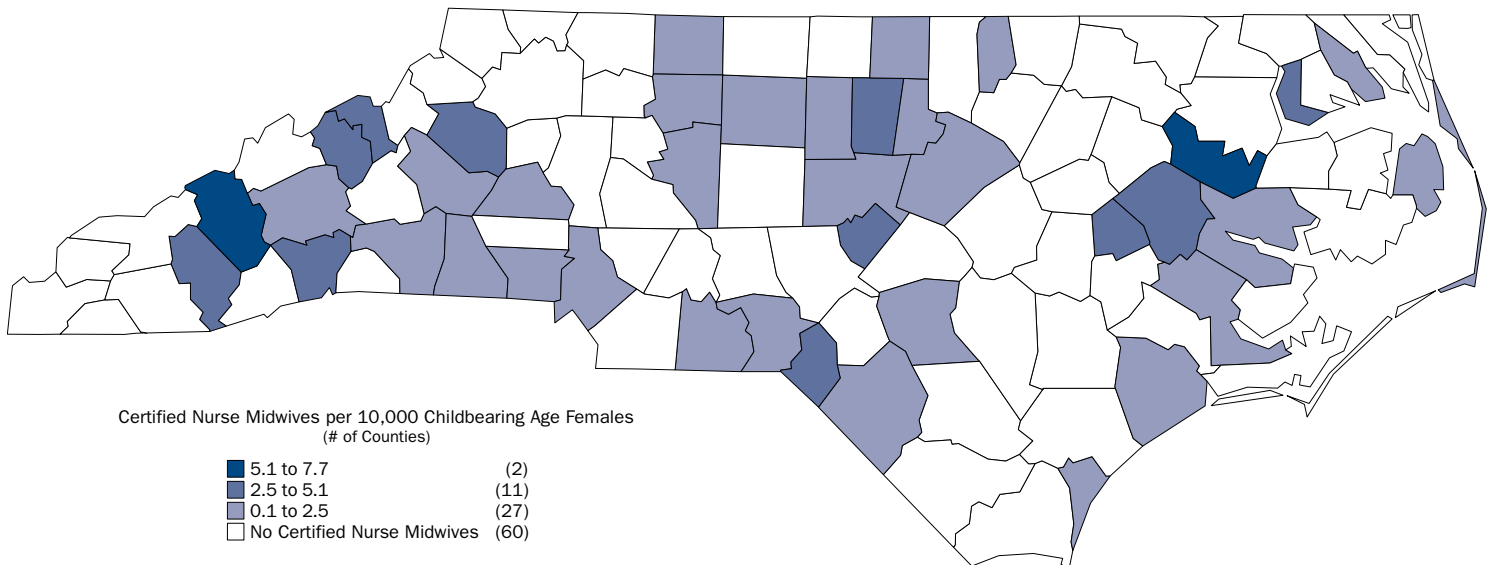 Certified Nurse Midwives per 10,000 Childbearing Age Females
(# of Counties)
5.1 to 7.7 (2)
2.5 to 5.1 (11)
0.1 to 2.5 (27)
No Certified Nurse Midwives (60)